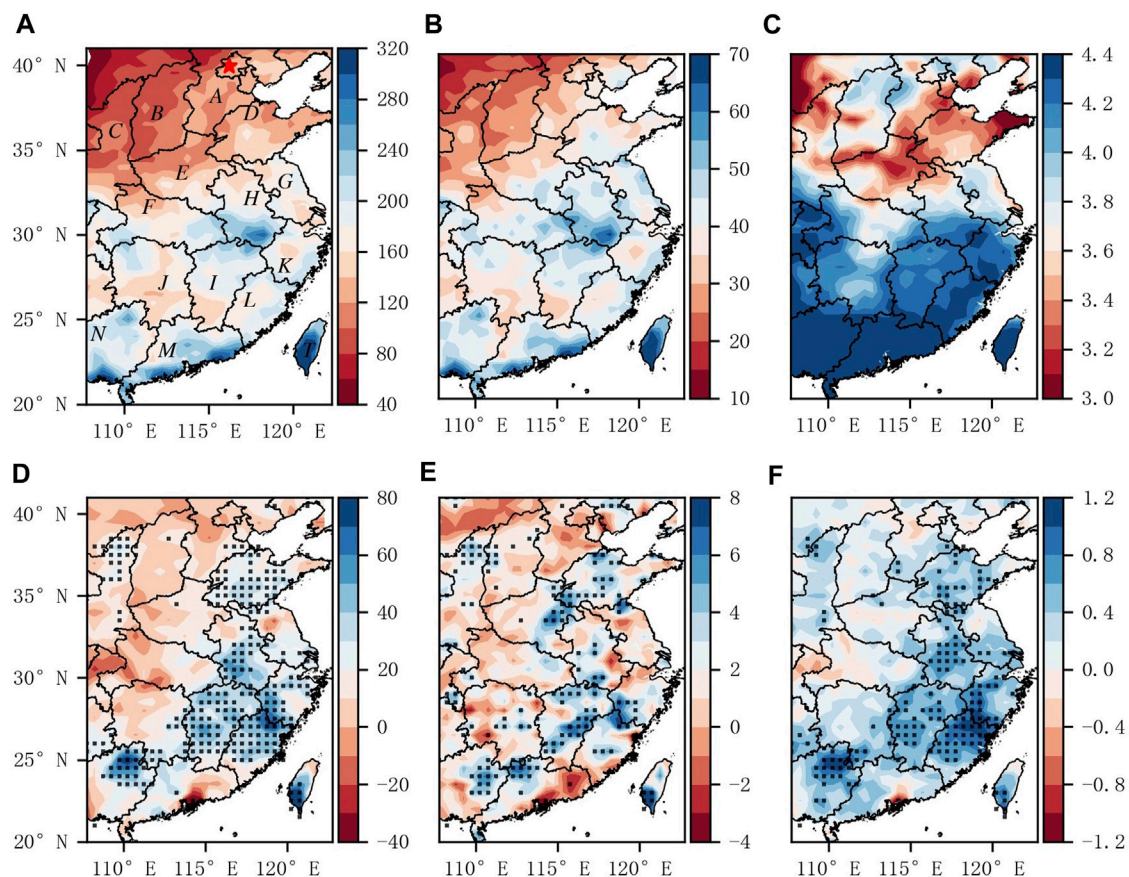 A
B
C
40° N
35° N
30° N
25° N
20° N
A
B
C
D
E
F
G
H
I
J
K
L
M
N
T
320
280
240
200
160
120
80
40
110° E
115° E
120° E
70
60
50
40
30
20
10
110° E
115° E
120° E
4.4
4.2
4.0
3.8
3.6
3.4
3.2
3.0
110° E
115° E
120° E
D
E
F
40° N
35° N
30° N
25° N
20° N
80
60
40
20
0
-20
-40
110° E
115° E
120° E
8
6
4
2
0
-2
-4
110° E
115° E
120° E
1.2
0.8
0.4
0.0
-0.4
-0.8
-1.2
110° E
115° E
120° E